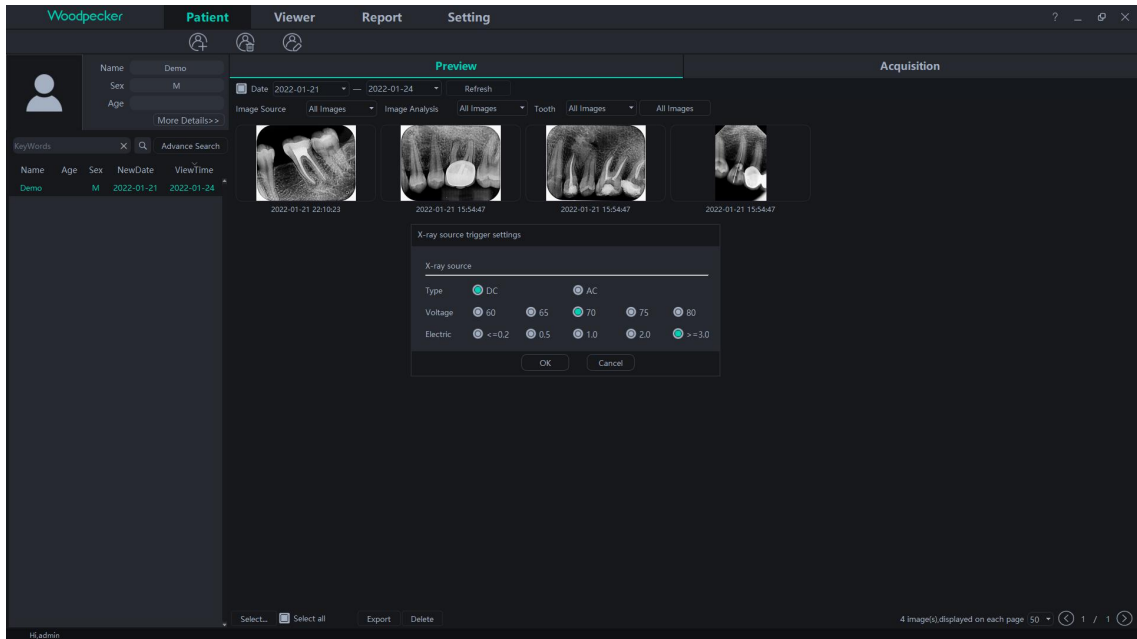 Woodpecker Patient Viewer Report Setting ?
Name Demo
Sex M
Age
More Details>>
KeyWords Advance Search
Name Age Sex NewDate ViewTime
Demo M 2022-01-21 2022-01-24
Preview Acquisition
Date 2022-01-21 — 2022-01-24 Refresh
Image Source All Images Image Analysis All Images Tooth All Images All Images
2022-01-21 22:10:23 2022-01-21 15:54:47 2022-01-21 15:54:47 2022-01-21 15:54:47
X-ray source trigger settings
X-ray source
Type DC AC
Voltage 60 65 70 75 80
Electric <=0.2 0.5 1.0 2.0 >=3.0
OK Cancel
Select... Select all Export Delete 4 image(s),displayed on each page 50 1 / 1
Hi,admin